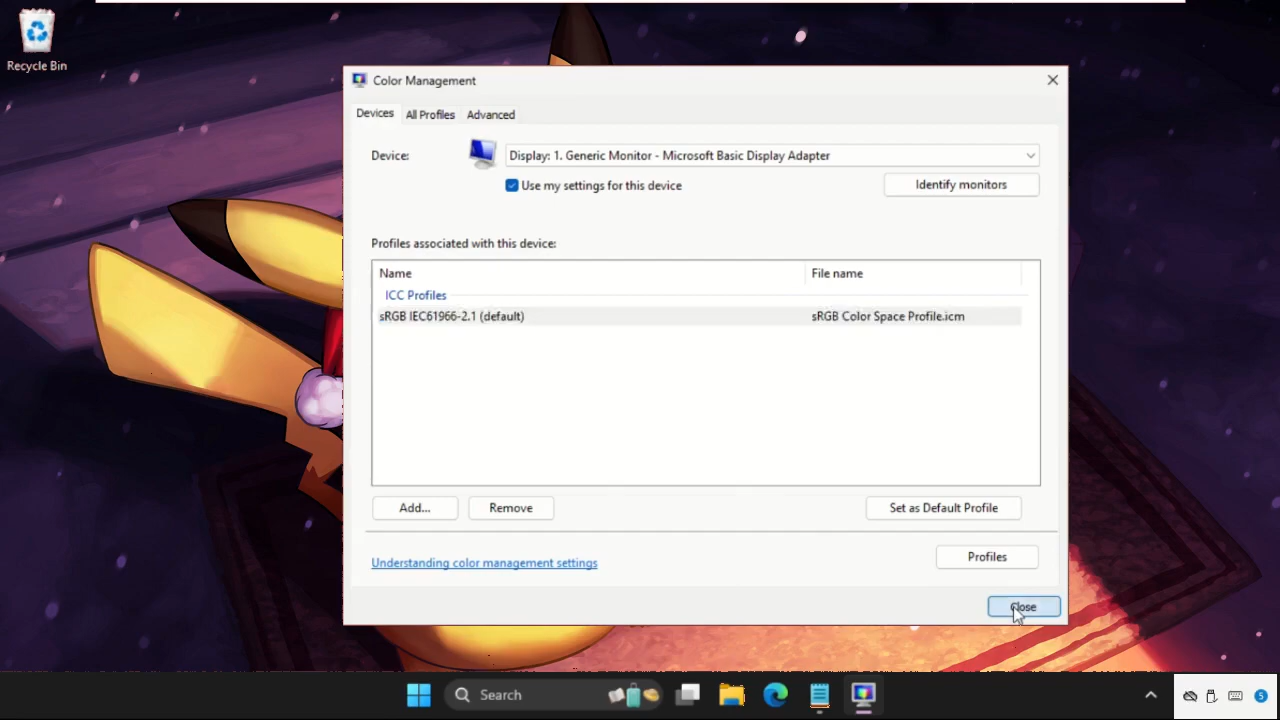 Recycle Bin
Color Management
Devices
All Profiles
Advanced
Device:
Display: 1. Generic Monitor - Microsoft Basic Display Adapter
Use my settings for this device
Identify monitors
Profiles associated with this device:
Name
File name
ICC Profiles
sRGB IEC61966-2.1 (default)
sRGB Color Space Profile.icm
Add...
Remove
Set as Default Profile
Understanding color management settings
Profiles
Close
Search
5